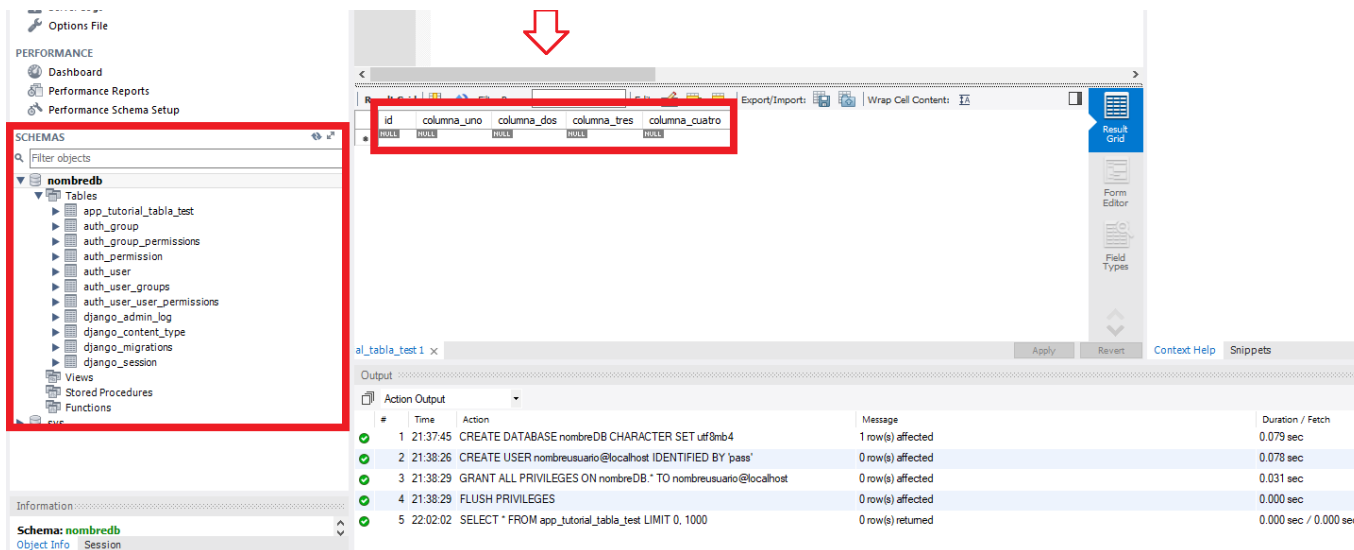 Options File
PERFORMANCE
Dashboard
Performance Reports
Performance Schema Setup
SCHEMAS
Filter objects
nombredb
Tables
app_tutorial_tabla_test
auth_group
auth_group_permissions
auth_permission
auth_user
auth_user_groups
auth_user_user_permissions
django_admin_log
django_content_type
django_migrations
django_session
Views
Stored Procedures
Functions
sys
Information
Schema: nombredb
Object Info Session
Export/Import: Wrap Cell Content:
id columna_uno columna_dos columna_tres columna_cuatro
NULL NULL NULL NULL NULL
Result Grid
Form Editor
Field Types
al_tabla_test 1 Apply Revert Context Help Snippets
Output
Action Output
# Time Action Message Duration / Fetch
1 21:37:45 CREATE DATABASE nombreDB CHARACTER SET utf8mb4 1 row(s) affected 0.079 sec
2 21:38:26 CREATE USER nombreusuario@localhost IDENTIFIED BY 'pass' 0 row(s) affected 0.078 sec
3 21:38:29 GRANT ALL PRIVILEGES ON nombreDB.* TO nombreusuario@localhost 0 row(s) affected 0.031 sec
4 21:38:29 FLUSH PRIVILEGES 0 row(s) affected 0.000 sec
5 22:02:02 SELECT * FROM app_tutorial_tabla_test LIMIT 0, 1000 0 row(s) returned 0.000 sec / 0.000 sec